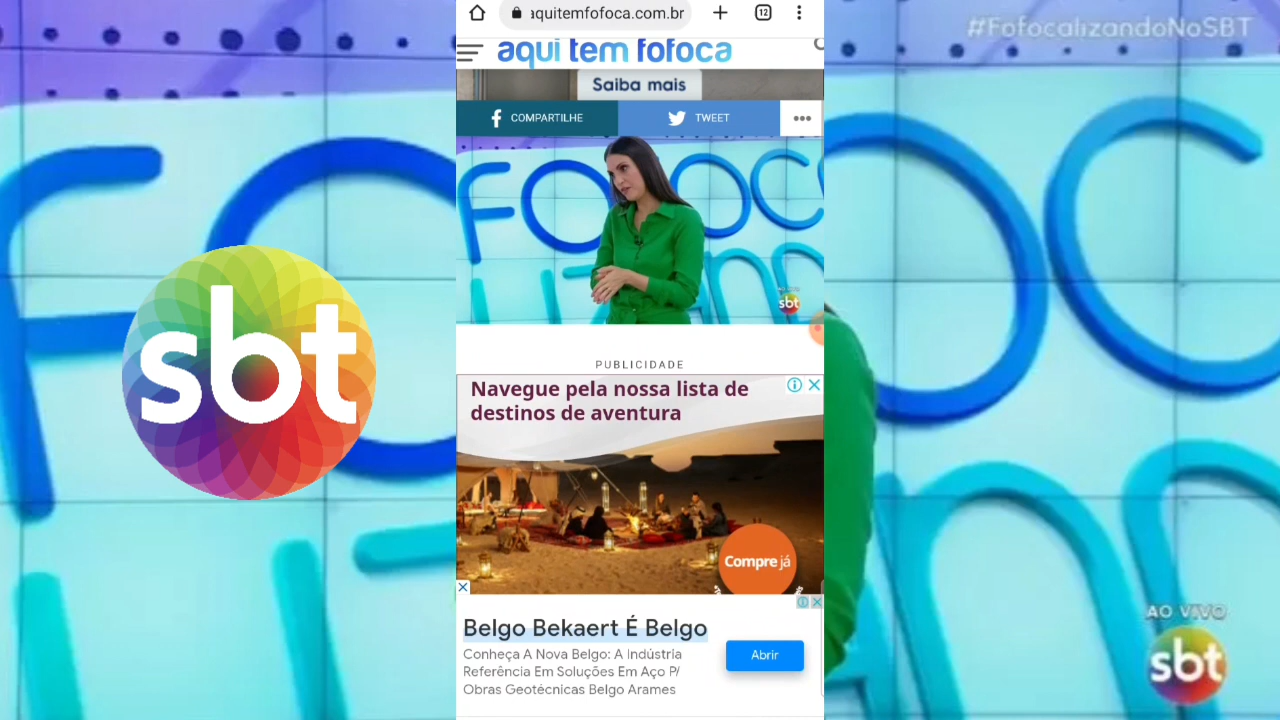 aquitemfofoca.com.br
12
#FofocalizandoNoSBT
aqui tem fofoca
Saiba mais
COMPARTILHE
TWEET
FOFOCA
LIZANDO
sbt
sbt
PUBLICIDADE
Navegue pela nossa lista de
destinos de aventura
Compre já
Belgo Bekaert É Belgo
Conheça A Nova Belgo: A Indústria
Referência Em Soluções Em Aço P/
Obras Geotécnicas Belgo Arames
Abrir
AO VIVO
sbt